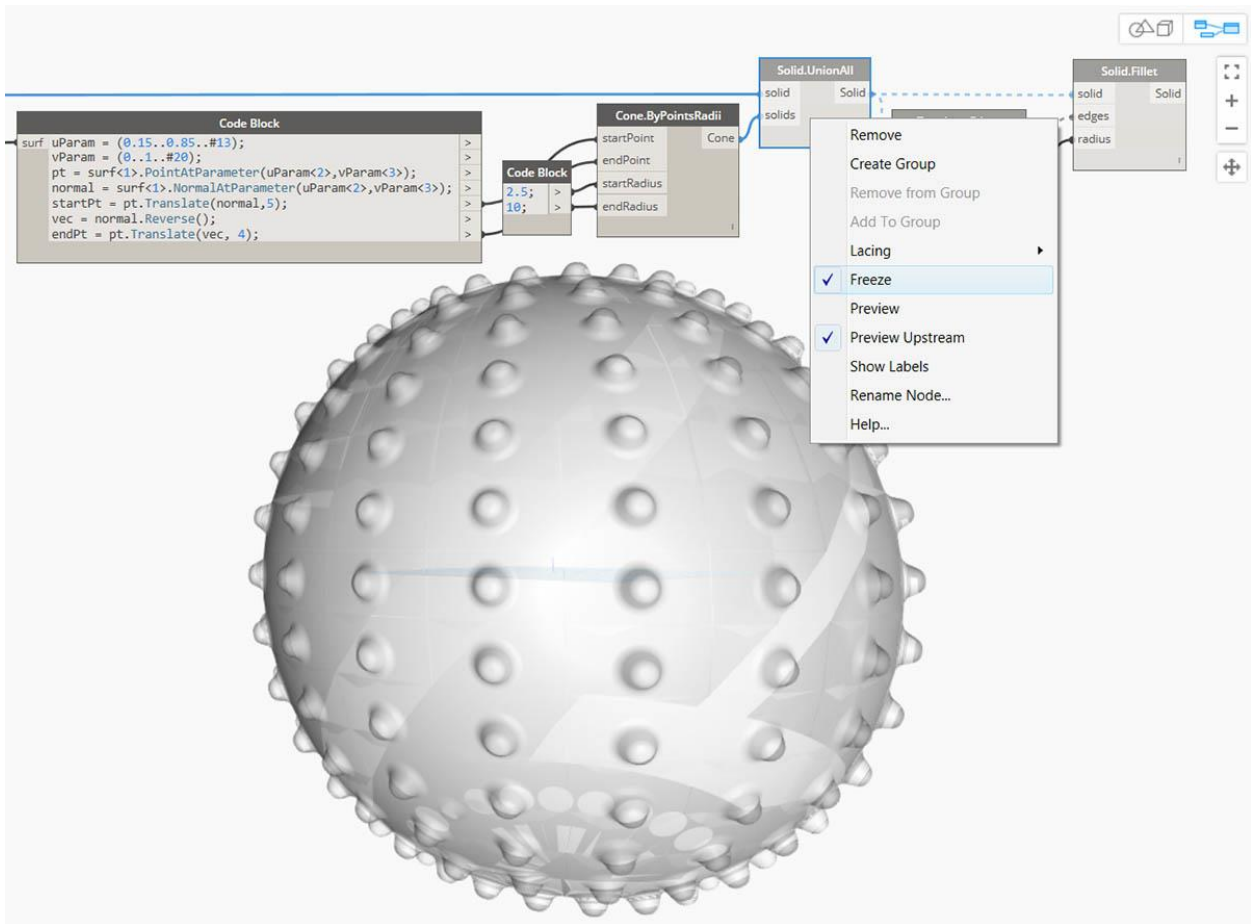 Solid.UnionAll
solid Solid
solids
Solid.Fillet
solid Solid
edges
radius
Cone.ByPointsRadii
startPoint Cone
endPoint
startRadius
endRadius
Code Block
surf uParam = (0.15..0.85..#13); >
vParam = (0..1..#20); >
pt = surf<1>.PointAtParameter(uParam<2>,vParam<3>); >
normal = surf<1>.NormalAtParameter(uParam<2>,vParam<3>); >
startPt = pt.Translate(normal,5); >
vec = normal.Reverse(); >
endPt = pt.Translate(vec, 4); >
Code Block
2.5; >
10; >
Remove
Create Group
Remove from Group
Add To Group
Lacing
Freeze
Preview
Preview Upstream
Show Labels
Rename Node...
Help...